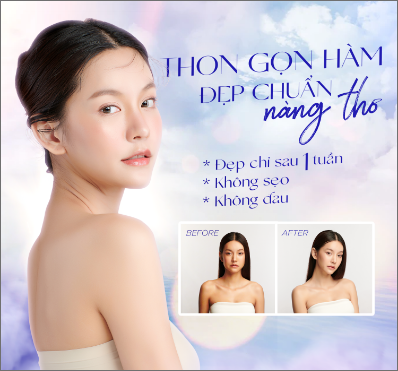 THON GỌN HÀM
ĐẸP CHUẨN
nàng thơ
* Đẹp chỉ sau 1 tuần
* Không sẹo
* Không đau
BEFORE
AFTER